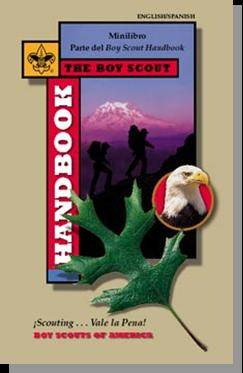 ENGLISH/SPANISH
Minilibro
Parte del Boy Scout Handbook
THE BOY SCOUT
HANDBOOK
¡Scouting . . . Vale la Pena!
BOY SCOUTS OF AMERICA